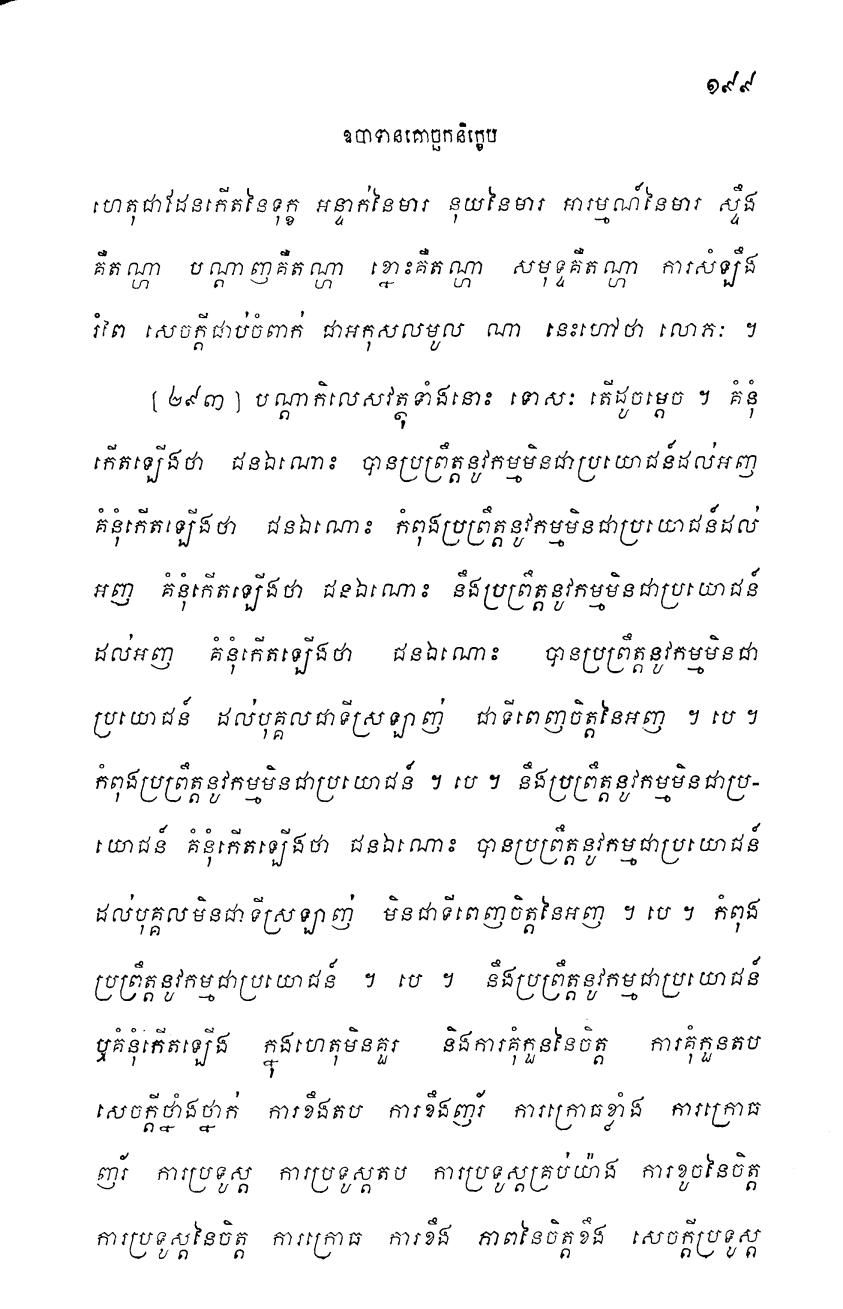 ១៩៩
ឧបាទានគោច្ឆកនិក្ខេប
ហេតុជាដែនកើតនៃទុក្ខ អន្ទាក់នៃមារ នុយនៃមារ អារម្មណ៍នៃមារ ស្ទឹង
គឺតណ្ហា បណ្តាញគឺតណ្ហា ខ្នោះគឺតណ្ហា សមុទ្ទគឺតណ្ហា ការសំឡឹង
រំពៃ សេចក្តីជាប់ចំពាក់ ជាអកុសលមូល ណា នេះហៅថា លោភៈ ។
[២៩៣] បណ្តាកិលេសវត្ថុទាំងនោះ ទោសៈ តើដូចម្តេច ។ គំនុំ
កើតឡើងថា ជនឯណោះ បានប្រព្រឹត្តនូវកម្មមិនជាប្រយោជន៍ដល់អញ
គំនុំកើតឡើងថា ជនឯណោះ កំពុងប្រព្រឹត្តនូវកម្មមិនជាប្រយោជន៍ដល់
អញ គំនុំកើតឡើងថា ជនឯណោះ នឹងប្រព្រឹត្តនូវកម្មមិនជាប្រយោជន៍
ដល់អញ គំនុំកើតឡើងថា ជនឯណោះ បានប្រព្រឹត្តនូវកម្មមិនជា
ប្រយោជន៍ ដល់បុគ្គលជាទីស្រឡាញ់ ជាទីពេញចិត្តនៃអញ ។ បេ ។
កំពុងប្រព្រឹត្តនូវកម្មមិនជាប្រយោជន៍ ។ បេ ។ នឹងប្រព្រឹត្តនូវកម្មមិនជាប្រ-
យោជន៍ គំនុំកើតឡើងថា ជនឯណោះ បានប្រព្រឹត្តនូវកម្មជាប្រយោជន៍
ដល់បុគ្គលមិនជាទីស្រឡាញ់ មិនជាទីពេញចិត្តនៃអញ ។ បេ ។ កំពុង
ប្រព្រឹត្តនូវកម្មជាប្រយោជន៍ ។ បេ ។ នឹងប្រព្រឹត្តនូវកម្មជាប្រយោជន៍
ឬគំនុំកើតឡើង ក្នុងហេតុមិនគួរ និងការគុំកួននៃចិត្ត ការគុំកួនតប
សេចក្តីថ្នាំងថ្នាក់ ការខឹងតប ការខឹងញរ័ ការក្រោធខ្លាំង ការក្រោធ
ញរ័ ការប្រទូស្ត ការប្រទូស្តតប ការប្រទូស្តគ្រប់យ៉ាង ការខូចនៃចិត្ត
ការប្រទូស្តនៃចិត្ត ការក្រោធ ការខឹង ភាពនៃចិត្តខឹង សេចក្តីប្រទូស្ត